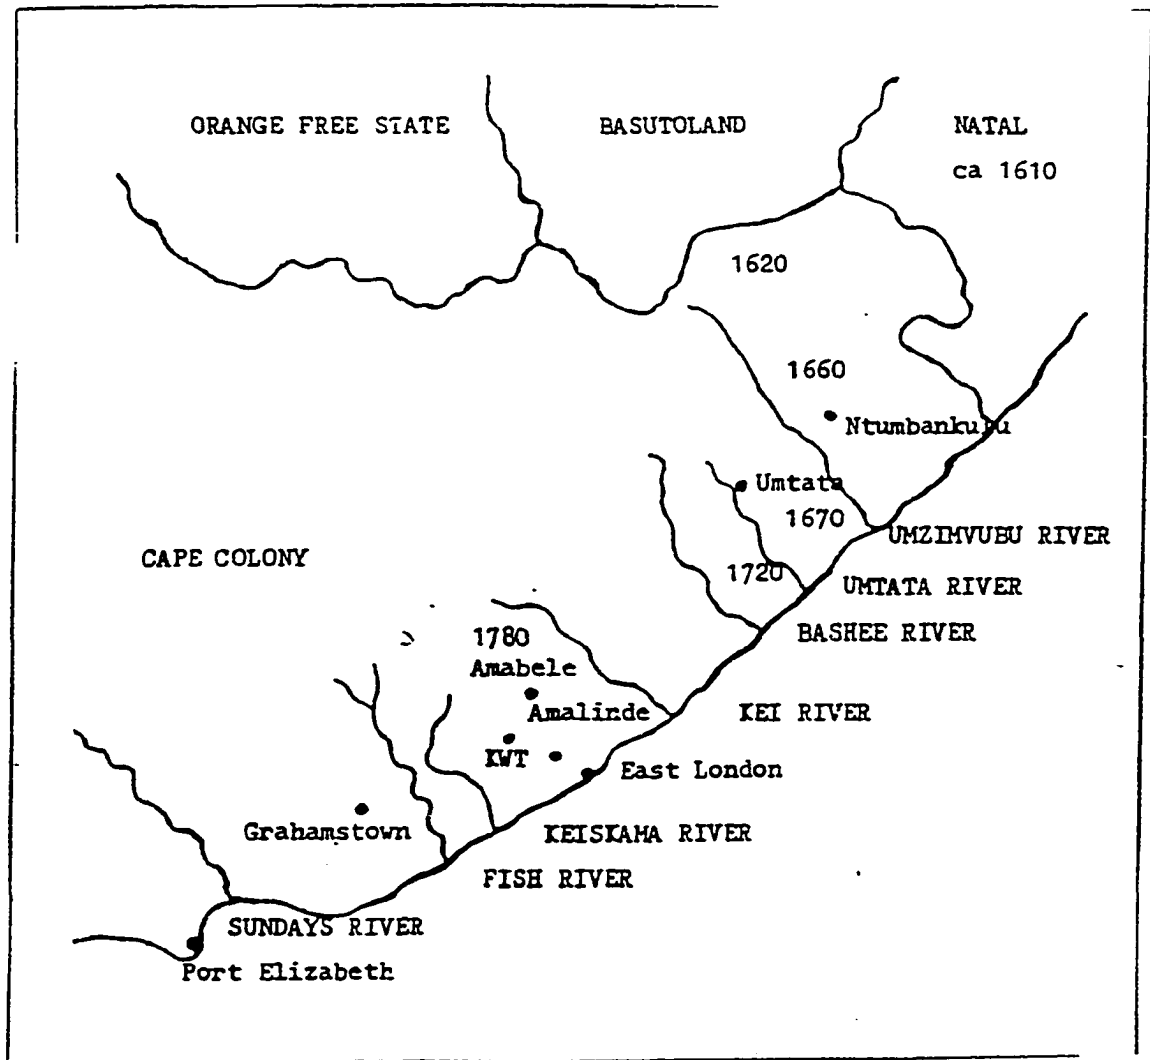 ORANGE FREE STATE
BASUTOLAND
NATAL
ca 1610
1620
1660
Ntumbankulu
Umtata
1670
UMZIMVUBU RIVER
CAPE COLONY
1720
UMTATA RIVER
BASHEE RIVER
1780
Amabele
Amalinde
KEI RIVER
KWT
East London
Grahamstown
KEISKAMA RIVER
FISH RIVER
SUNDAYS RIVER
Port Elizabeth